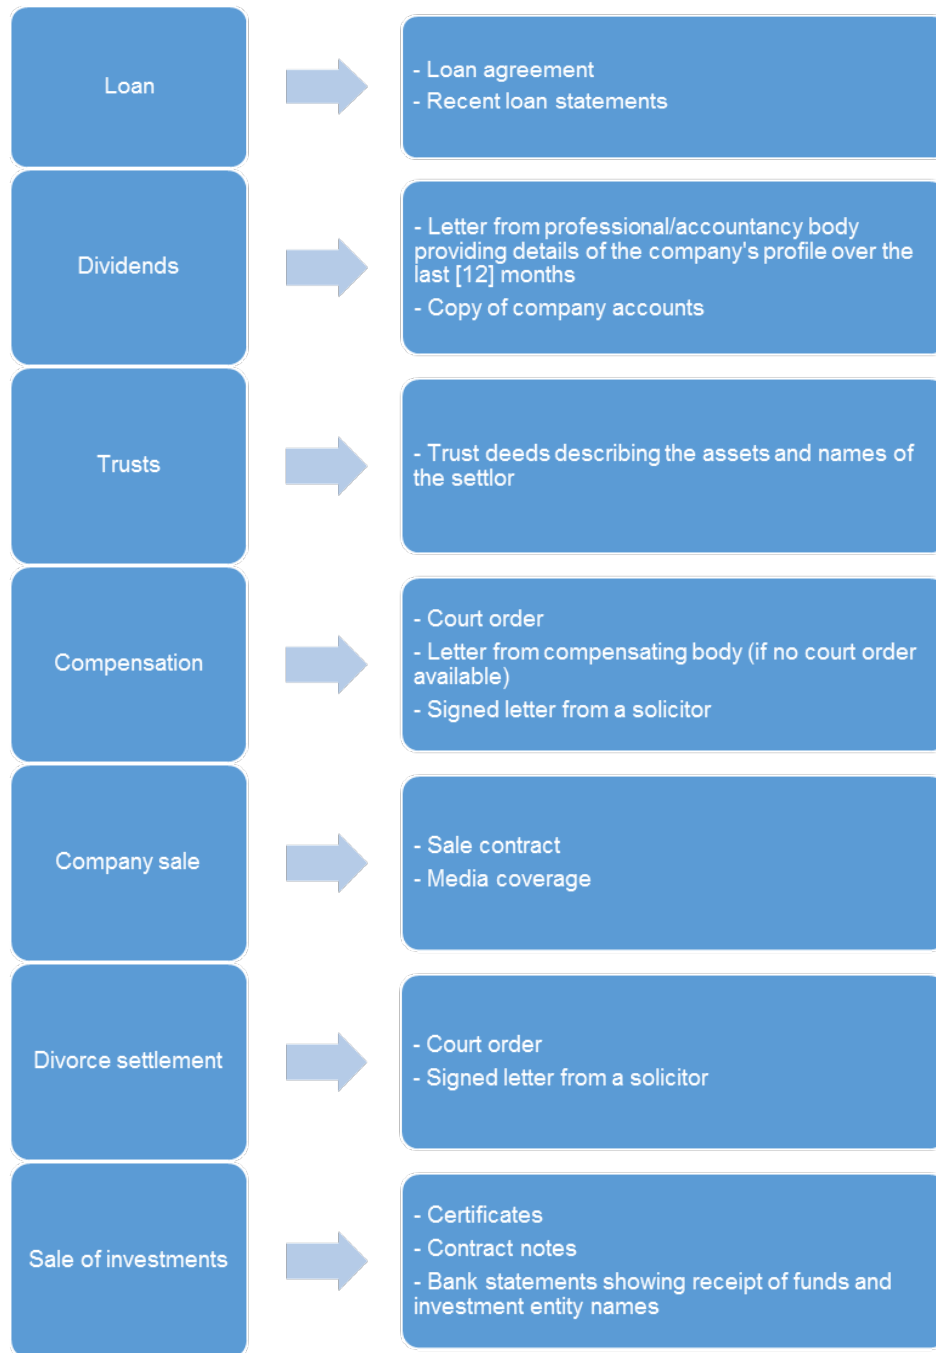 Loan
- Loan agreement
- Recent loan statements
Dividends
- Letter from professional/accountancy body
providing details of the company's profile over the
last [12] months
- Copy of company accounts
Trusts
- Trust deeds describing the assets and names of
the settlor
Compensation
- Court order
- Letter from compensating body (if no court order
available)
- Signed letter from a solicitor
Company sale
- Sale contract
- Media coverage
Divorce settlement
- Court order
- Signed letter from a solicitor
Sale of investments
- Certificates
- Contract notes
- Bank statements showing receipt of funds and
investment entity names